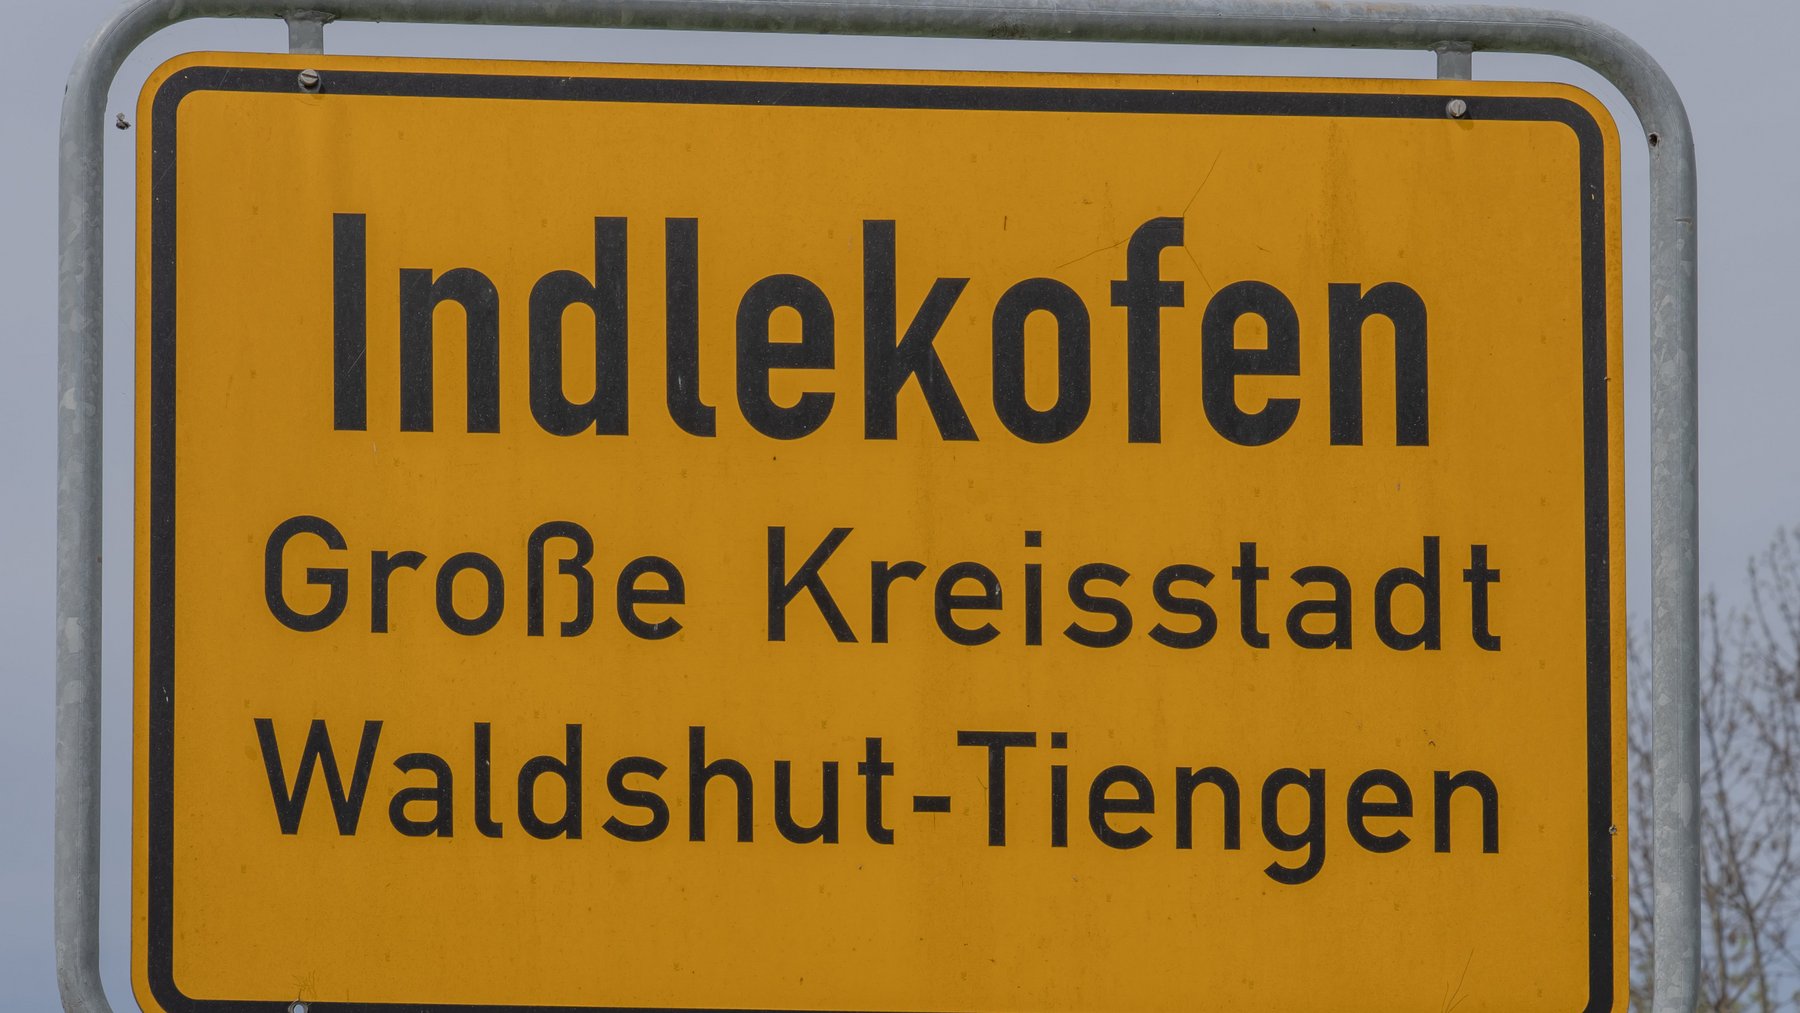 Indlekofen
Große Kreisstadt
Waldshut-Tiengen